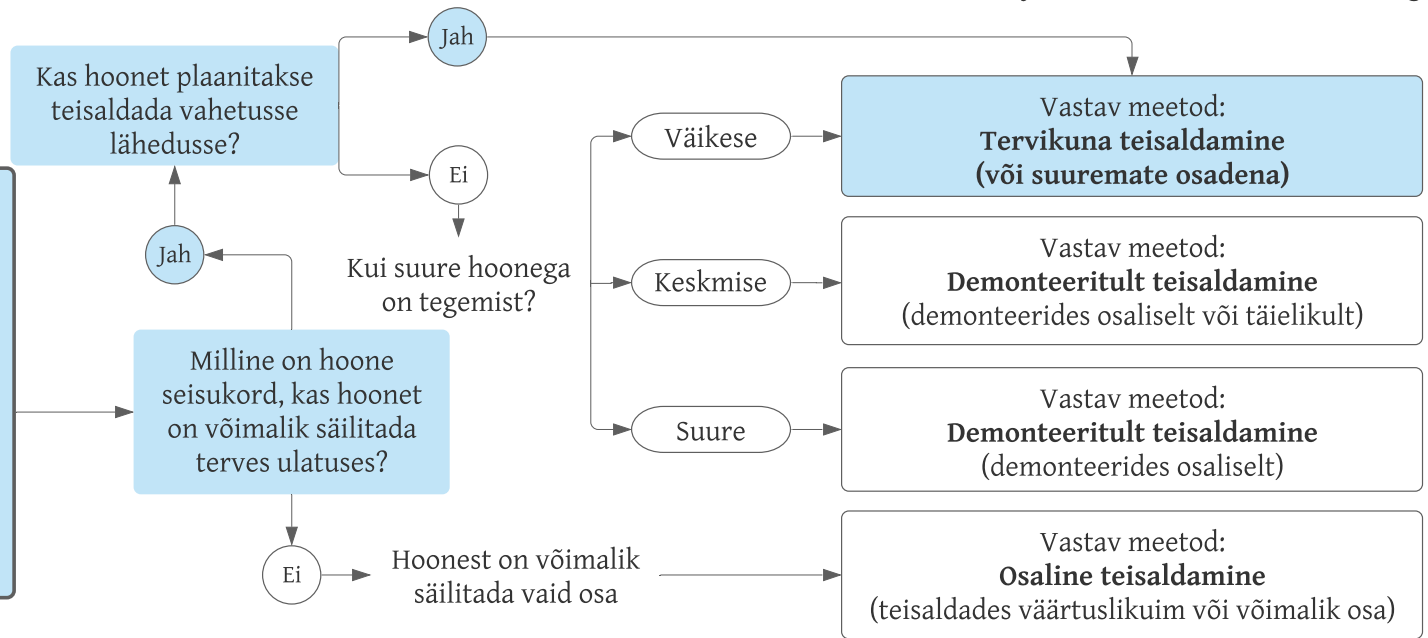 Jah
Kas hoonet plaanitakse
teisaldada vahetusse
lähedusse?
Ei
Jah
Kui suure hoonega
on tegemist?
Milline on hoone
seisukord, kas hoonet
on võimalik säilitada
terves ulatuses?
Ei
Hoonest on võimalik
säilitada vaid osa
Väikese
Vastav meetod:
Tervikuna teisaldamine
(või suuremate osadena)
Keskmise
Vastav meetod:
Demonteeritult teisaldamine
(demonteerides osaliselt või täielikult)
Suure
Vastav meetod:
Demonteeritult teisaldamine
(demonteerides osaliselt)
Vastav meetod:
Osaline teisaldamine
(teisaldades väärtuslikuim või võimalik osa)